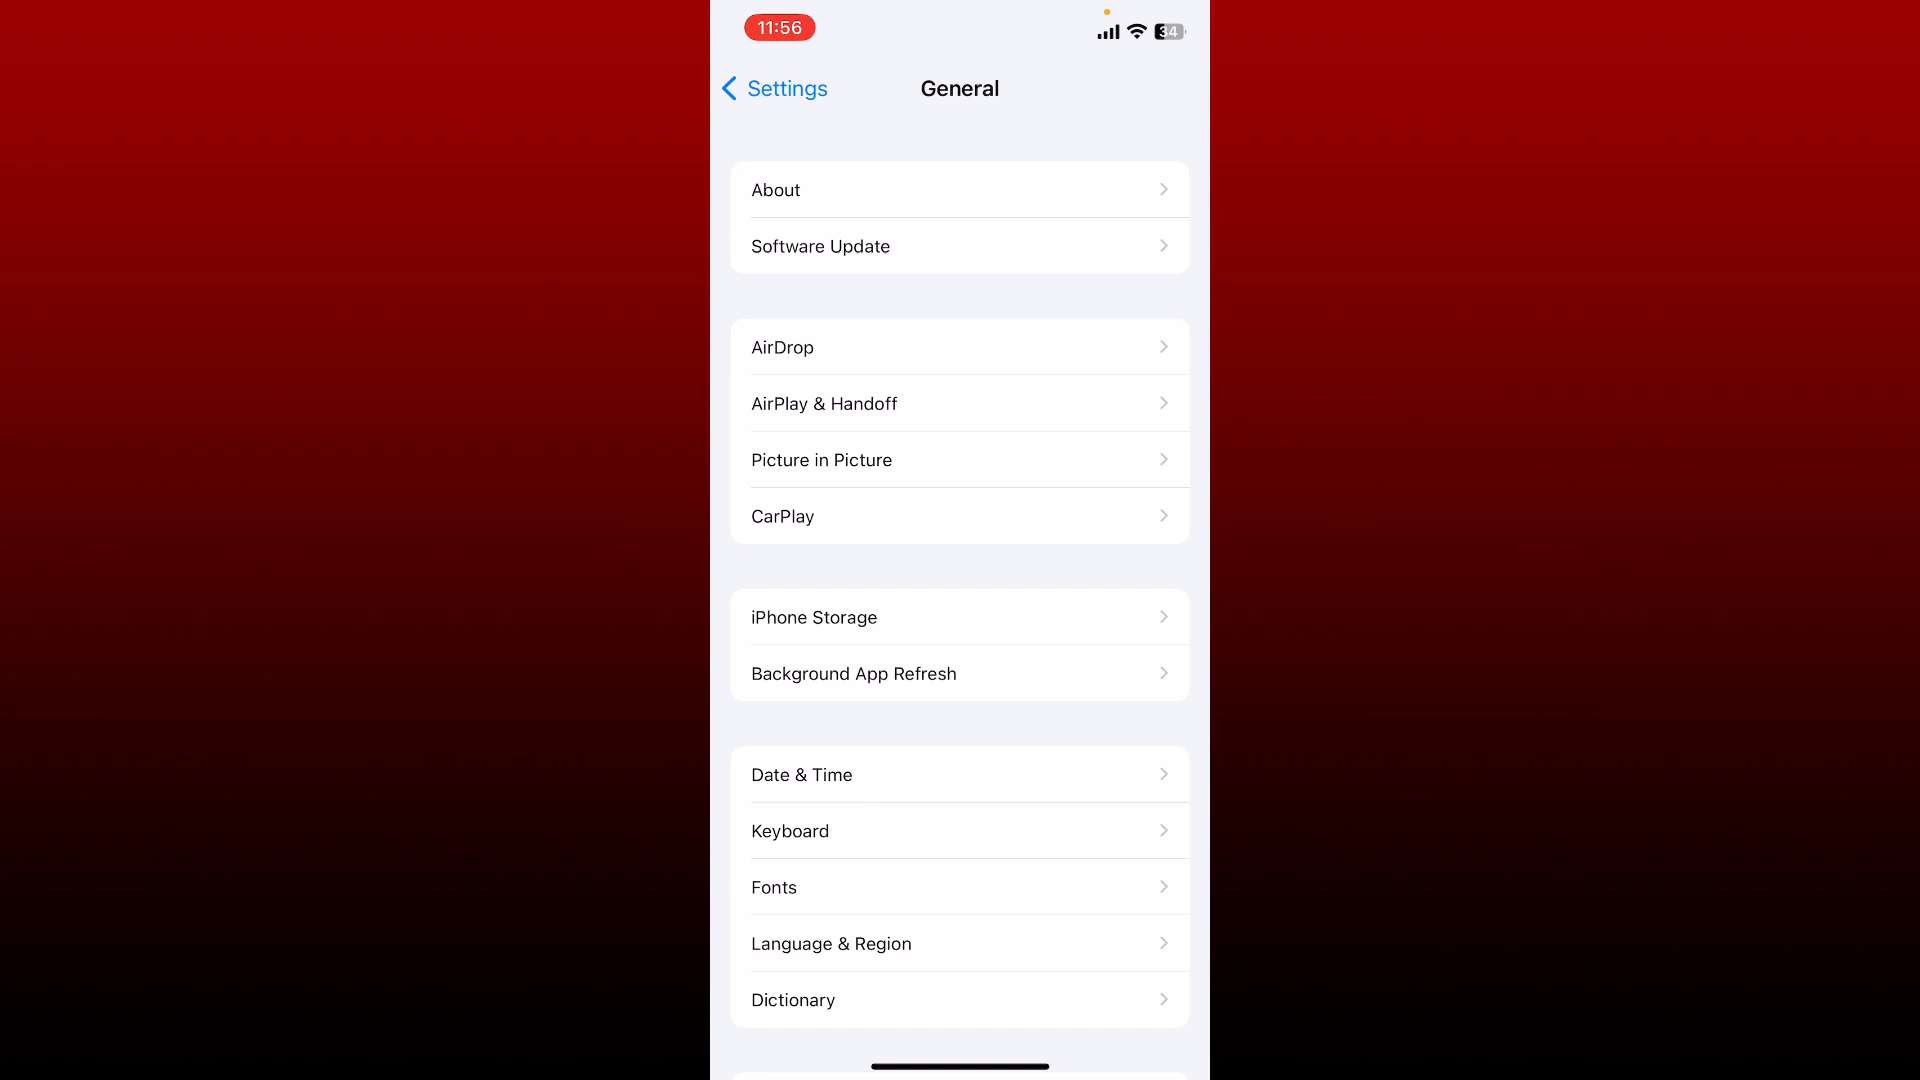 11:56
34
Settings
General
About
Software Update
AirDrop
AirPlay & Handoff
Picture in Picture
CarPlay
iPhone Storage
Background App Refresh
Date & Time
Keyboard
Fonts
Language & Region
Dictionary